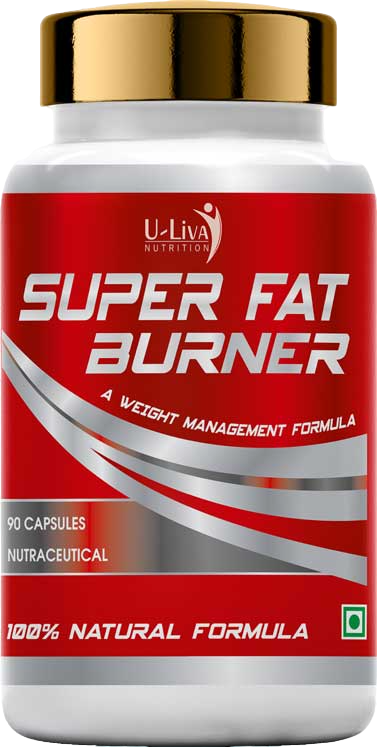 U-LivA
NUTRITION
SUPER FAT
BURNER
A WEIGHT MANAGEMENT FORMULA
90 CAPSULES
NUTRACEUTICAL
100% NATURAL FORMULA